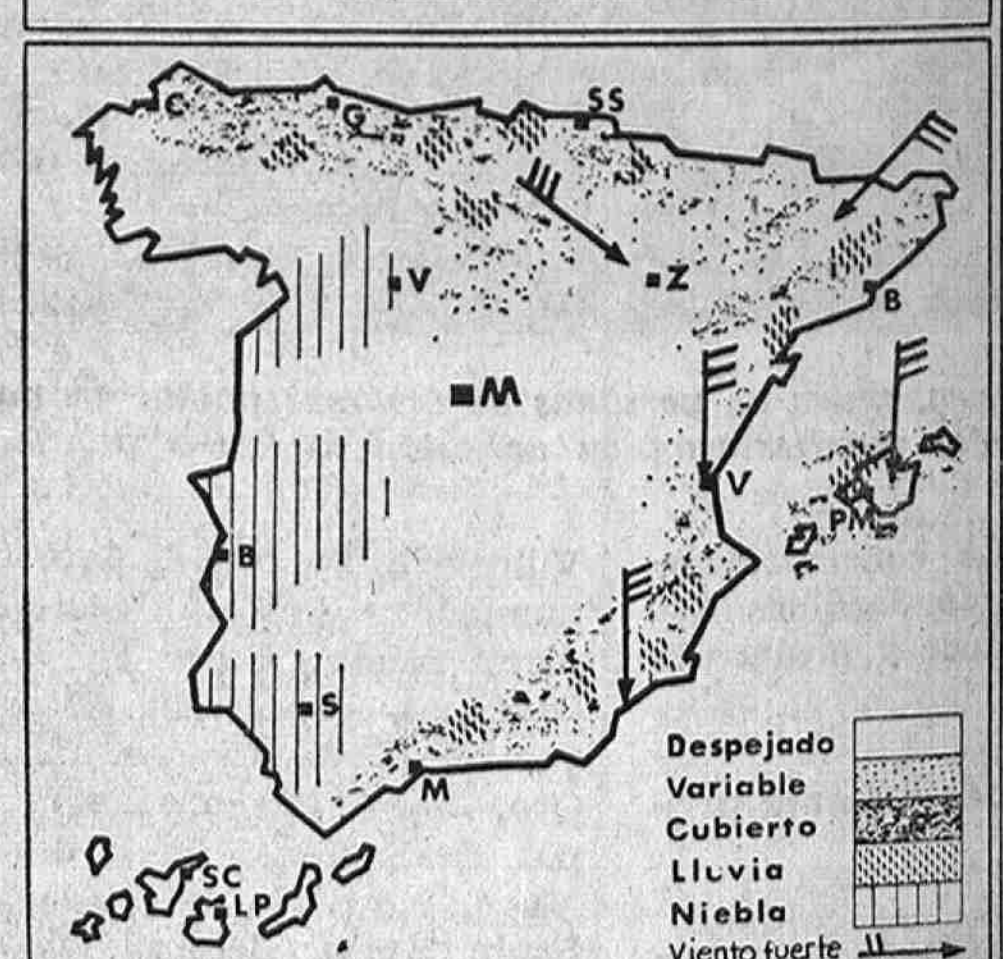 C
G
SS
V
Z
B
M
V
PM
B
S
M
SC
LP
Despejado
Variable
Cubierto
Lluvia
Niebla
Viento fuerte